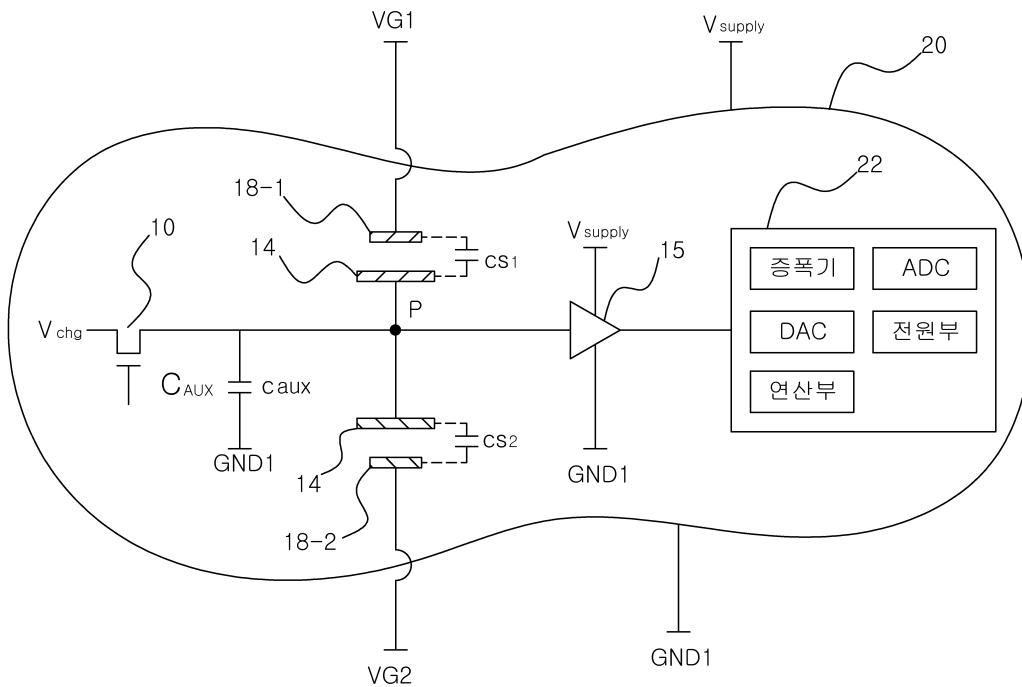 VG1
Vsupply
20
18-1
22
10
14
CS1
Vsupply
15
증폭기
ADC
P
Vchg
DAC
전원부
CAUX
caux
연산부
GND1
14
CS2
GND1
18-2
GND1
VG2